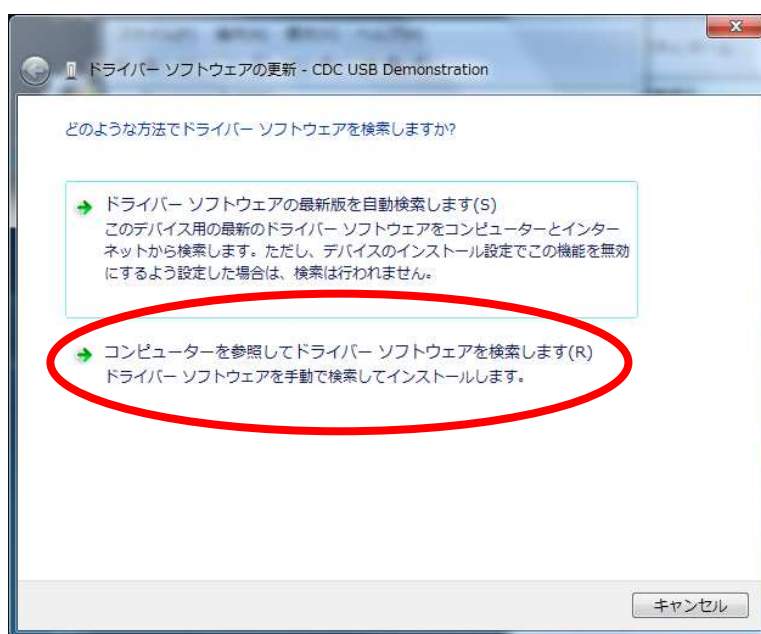 ドライバー ソフトウェアの更新 - CDC USB Demonstration
どのような方法でドライバー ソフトウェアを検索しますか?
ドライバー ソフトウェアの最新版を自動検索します(S)
このデバイス用の最新のドライバー ソフトウェアをコンピューターとインター
ネットから検索します。ただし、デバイスのインストール設定でこの機能を無効
にするよう設定した場合は、検索は行われません。
コンピューターを参照してドライバー ソフトウェアを検索します(R)
ドライバー ソフトウェアを手動で検索してインストールします。
キャンセル